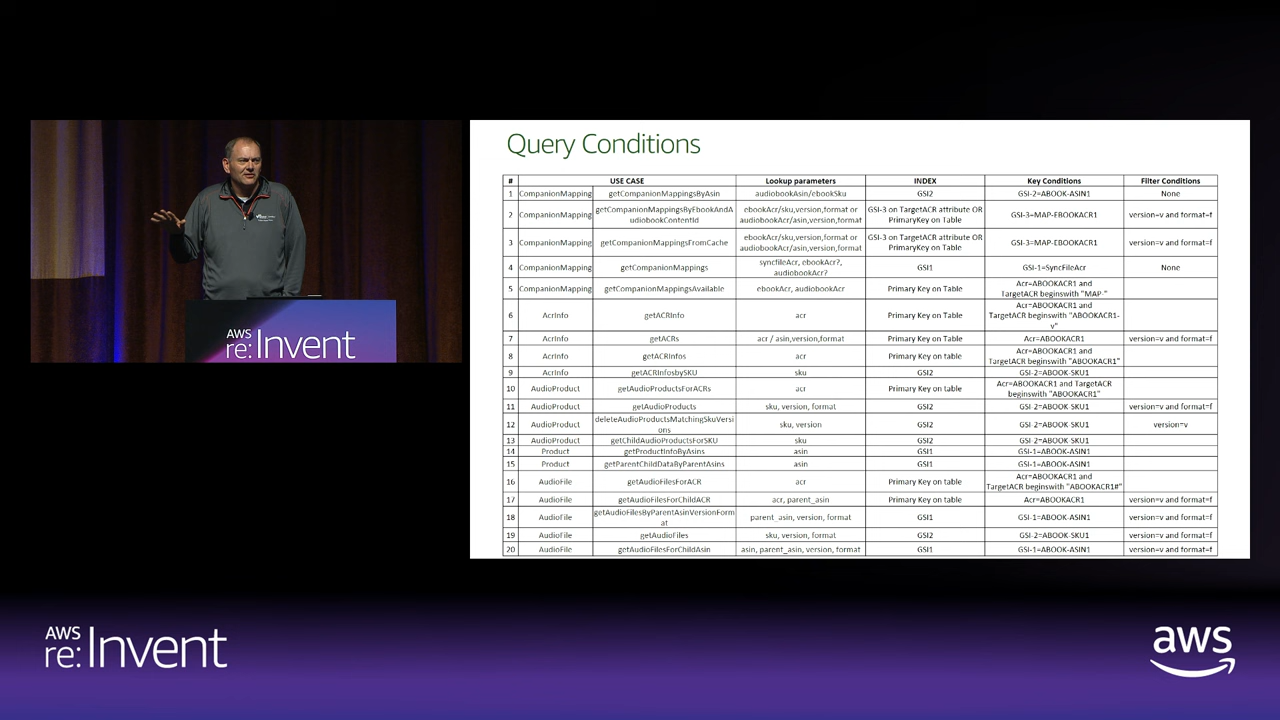 Query Conditions
# USE CASE Lookup parameters INDEX Key Conditions Filter Conditions
1 CompanionMapping getCompanionMappingsByAsin audiobookAsin/ebookSku GSI2 GSI-2=ABOOK-ASIN1 None
2 CompanionMapping getCompanionMappingsByEbookAndA
udiobookContentId ebookAcr/sku,version,format or
audiobookAcr/asin,version,format GSI-3 on TargetACR attribute OR
PrimaryKey on Table GSI-3=MAP-EBOOKACR1 version=v and format=f
3 CompanionMapping getCompanionMappingsFromCache ebookAcr/sku,version,format or
audiobookAcr/asin,version,format GSI-3 on TargetACR attribute OR
PrimaryKey on Table GSI-3=MAP-EBOOKACR1 version=v and format=f
4 CompanionMapping getCompanionMappings syncfileAcr, ebookAcr?,
audiobookAcr? GSI1 GSI-1=SyncFileAcr None
5 CompanionMapping getCompanionMappingsAvailable ebookAcr, audiobookAcr Primary Key on Table Acr=ABOOKACR1 and
TargetACR beginswith "MAP-"
6 AcrInfo getACRInfo acr Primary Key on Table Acr=ABOOKACR1 and
TargetACR beginswith "ABOOKACR1-
v"
7 AcrInfo getACRs acr / asin,version,format Primary Key on Table Acr=ABOOKACR1 version=v and format=f
8 AcrInfo getACRInfos acr Primary Key on table Acr=ABOOKACR1 and
TargetACR beginswith "ABOOKACR1"
9 AcrInfo getACRInfosbySKU sku GSI2 GSI-2=ABOOK-SKU1
10 AudioProduct getAudioProductsForACRs acr Primary Key on table Acr=ABOOKACR1 and TargetACR
beginswith "ABOOKACR1"
11 AudioProduct getAudioProducts sku, version, format GSI2 GSI-2=ABOOK-SKU1 version=v and format=f
12 AudioProduct deleteAudioProductsMatchingSkuVersi
ons sku, version GSI2 GSI-2=ABOOK-SKU1 version=v
13 AudioProduct getChildAudioProductsForSKU sku GSI2 GSI-2=ABOOK-SKU1
14 Product getProductInfoByAsins asin GSI1 GSI-1=ABOOK-ASIN1
15 Product getParentChildDataByParentAsins asin GSI1 GSI-1=ABOOK-ASIN1
16 AudioFile getAudioFilesForACR acr Primary Key on table Acr=ABOOKACR1 and
TargetACR beginswith "ABOOKACR1#"
17 AudioFile getAudioFilesForChildACR acr, parent_asin Primary Key on table Acr=ABOOKACR1 version=v and format=f
18 AudioFile getAudioFilesByParentAsinVersionForm
at parent_asin, version, format GSI1 GSI-1=ABOOK-ASIN1 version=v and format=f
19 AudioFile getAudioFiles sku, version, format GSI2 GSI-2=ABOOK-SKU1 version=v and format=f
20 AudioFile getAudioFilesForChildAsin asin, parent_asin, version, format GSI1 GSI-1=ABOOK-ASIN1 version=v and format=f
AWS
re:Invent
AWS
re:Invent
aws